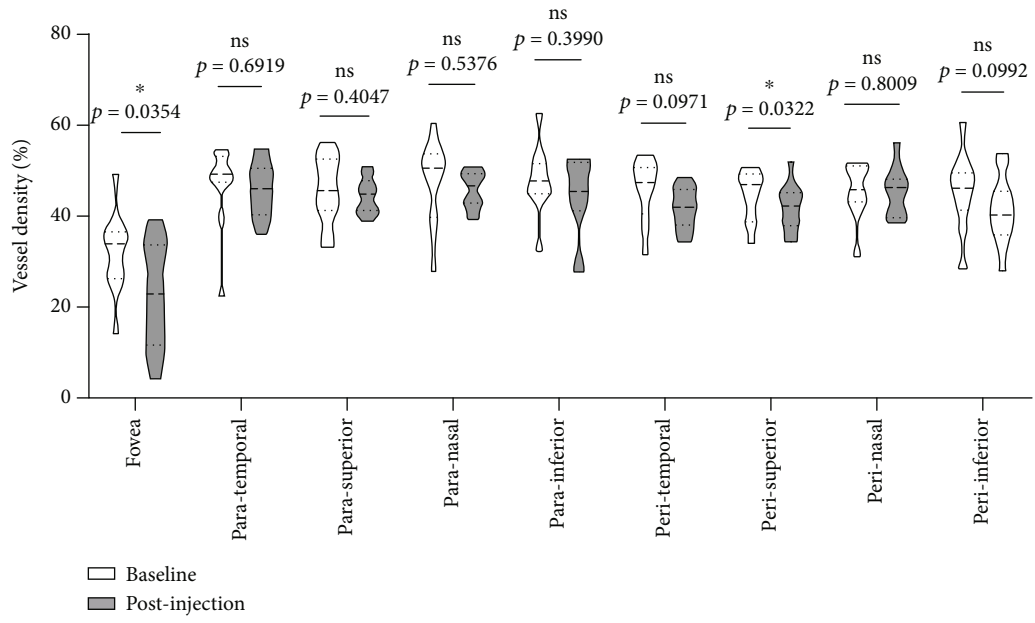 Vessel density (%)
80
60
40
20
0
*
p = 0.0354
ns
p = 0.6919
ns
p = 0.4047
ns
p = 0.5376
ns
p = 0.3990
ns
p = 0.0971
*
p = 0.0322
ns
p = 0.8009
ns
p = 0.0992
Fovea
Para-temporal
Para-superior
Para-nasal
Para-inferior
Peri-temporal
Peri-superior
Peri-nasal
Peri-inferior
Baseline
Post-injection